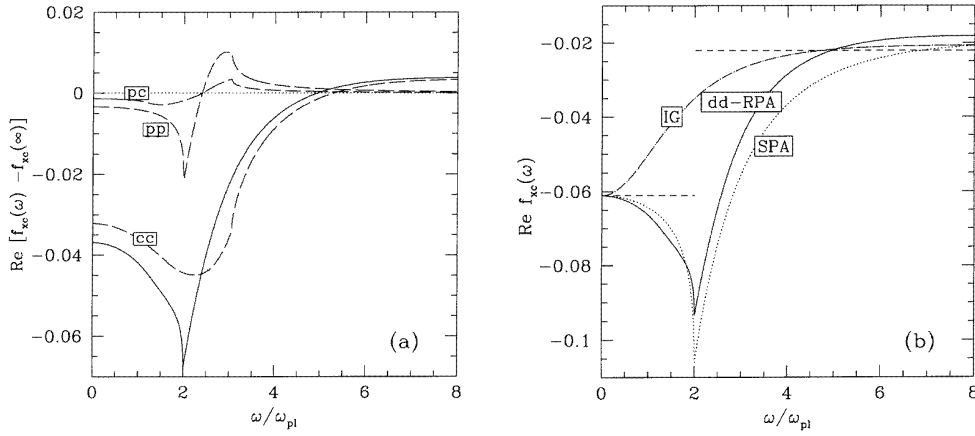 0.02
0
−0.02
−0.04
−0.06
Re [f_xc(ω) −f_xc(∞)]
pc
pp
cc
(a)
0 2 4 6 8
ω/ω_pl
−0.02
−0.04
−0.06
−0.08
−0.1
Re f_xc(ω)
IG
dd−RPA
SPA
(b)
0 2 4 6 8
ω/ω_pl